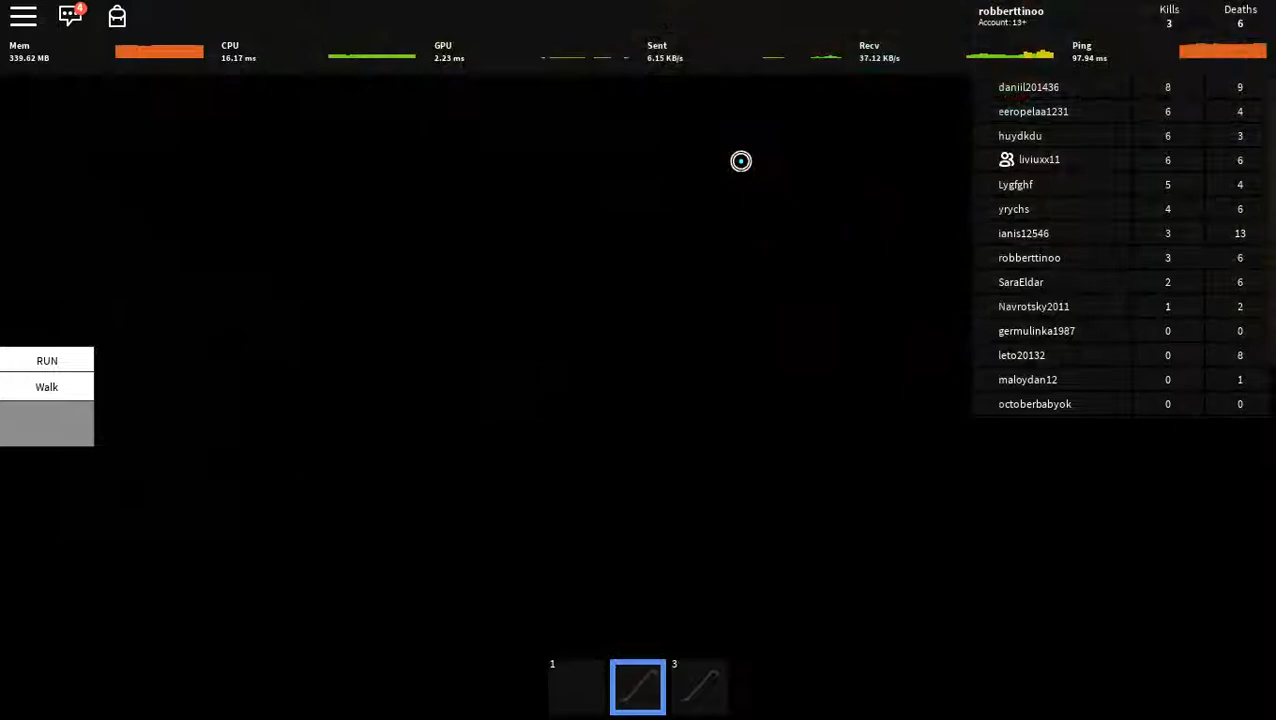 4
robberttinoo Kills Deaths
Account: 13+ 3 6
Mem CPU GPU Sent Recv Ping
339.62 MB 16.17 ms 2.23 ms 6.15 KB/s 37.12 KB/s 97.94 ms
daniil201436 8 9
eeropelaa1231 6 4
huydkdu 6 3
liviuxx11 6 6
Lygfghf 5 4
yrychs 4 6
ianis12546 3 13
robberttinoo 3 6
SaraEldar 2 6
Navrotsky2011 1 2
germulinka1987 0 0
leto20132 0 8
maloydan12 0 1
octoberbabyok 0 0
RUN
Walk
1 3